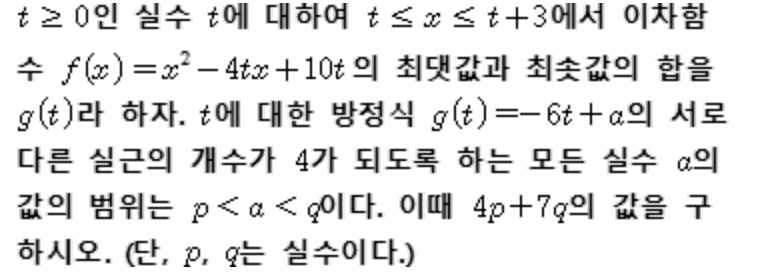 t ≥ 0인 실수 t에 대하여 t ≤ x ≤ t+3에서 이차함
수 f(x)=x²-4tx+10t의 최댓값과 최솟값의 합을
g(t)라 하자. t에 대한 방정식 g(t)=-6t+a의 서로
다른 실근의 개수가 4가 되도록 하는 모든 실수 a의
값의 범위는 p<a<q이다. 이때 4p+7q의 값을 구
하시오. (단, p, q는 실수이다.)